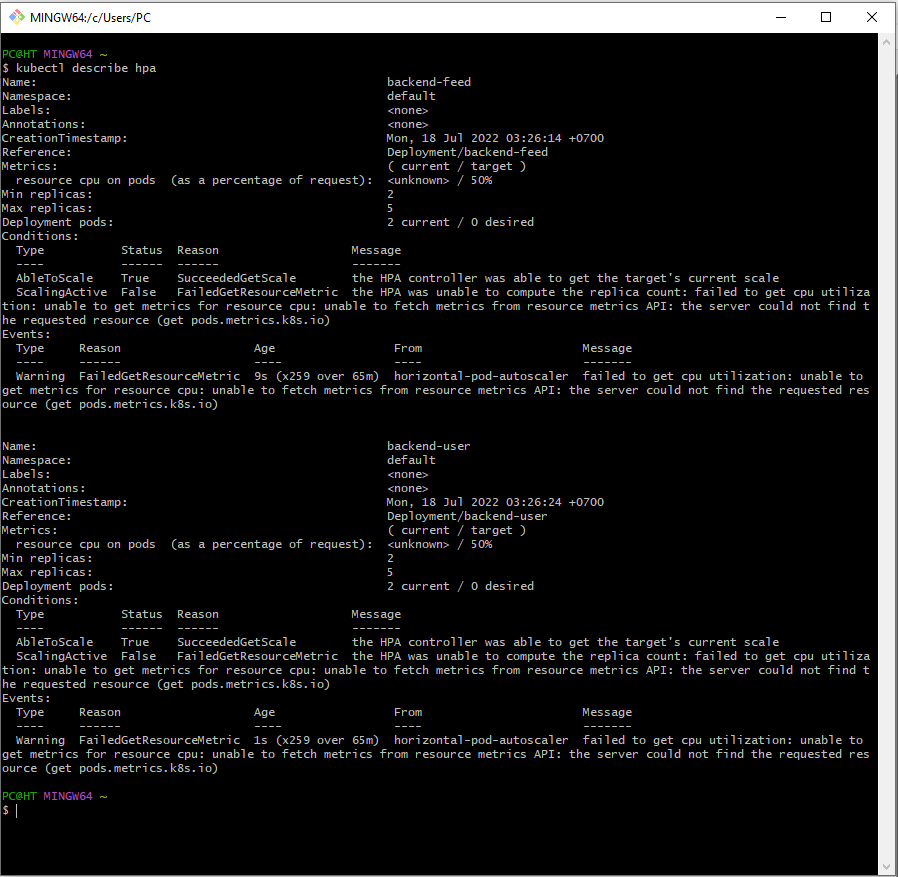 MINGW64:/c/Users/PC
PC@HT MINGW64 ~
$ kubectl describe hpa
Name:                                                  backend-feed
Namespace:                                             default
Labels:                                                <none>
Annotations:                                           <none>
CreationTimestamp:                                     Mon, 18 Jul 2022 03:26:14 +0700
Reference:                                             Deployment/backend-feed
Metrics:                                               ( current / target )
  resource cpu on pods  (as a percentage of request):  <unknown> / 50%
Min replicas:                                          2
Max replicas:                                          5
Deployment pods:                                       2 current / 0 desired
Conditions:
  Type           Status  Reason                   Message
  ----           ------  ------                   -------
  AbleToScale    True    SucceededGetScale        the HPA controller was able to get the target's current scale
  ScalingActive  False   FailedGetResourceMetric  the HPA was unable to compute the replica count: failed to get cpu utiliza
tion: unable to get metrics for resource cpu: unable to fetch metrics from resource metrics API: the server could not find t
he requested resource (get pods.metrics.k8s.io)
Events:
  Type     Reason                   Age                 From                       Message
  ----     ------                   ----                ----                       -------
  Warning  FailedGetResourceMetric  9s (x259 over 65m)  horizontal-pod-autoscaler  failed to get cpu utilization: unable to
get metrics for resource cpu: unable to fetch metrics from resource metrics API: the server could not find the requested res
ource (get pods.metrics.k8s.io)
Name:                                                  backend-user
Namespace:                                             default
Labels:                                                <none>
Annotations:                                           <none>
CreationTimestamp:                                     Mon, 18 Jul 2022 03:26:24 +0700
Reference:                                             Deployment/backend-user
Metrics:                                               ( current / target )
  resource cpu on pods  (as a percentage of request):  <unknown> / 50%
Min replicas:                                          2
Max replicas:                                          5
Deployment pods:                                       2 current / 0 desired
Conditions:
  Type           Status  Reason                   Message
  ----           ------  ------                   -------
  AbleToScale    True    SucceededGetScale        the HPA controller was able to get the target's current scale
  ScalingActive  False   FailedGetResourceMetric  the HPA was unable to compute the replica count: failed to get cpu utiliza
tion: unable to get metrics for resource cpu: unable to fetch metrics from resource metrics API: the server could not find t
he requested resource (get pods.metrics.k8s.io)
Events:
  Type     Reason                   Age                 From                       Message
  ----     ------                   ----                ----                       -------
  Warning  FailedGetResourceMetric  1s (x259 over 65m)  horizontal-pod-autoscaler  failed to get cpu utilization: unable to
get metrics for resource cpu: unable to fetch metrics from resource metrics API: the server could not find the requested res
ource (get pods.metrics.k8s.io)
PC@HT MINGW64 ~
$